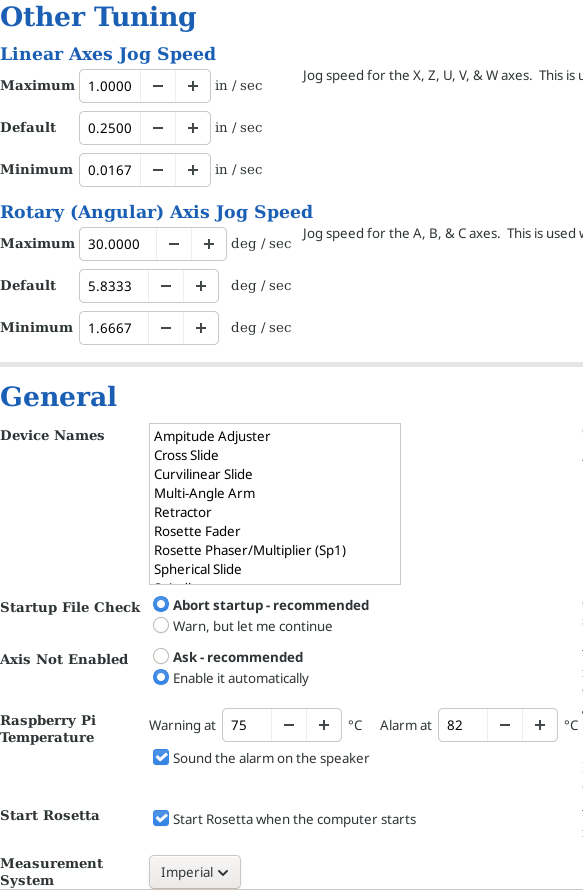 Other Tuning
Linear Axes Jog Speed
Maximum 1.0000 − + in / sec Jog speed for the X, Z, U, V, & W axes. This is
Default 0.2500 − + in / sec
Minimum 0.0167 − + in / sec
Rotary (Angular) Axis Jog Speed
Maximum 30.0000 − + deg / sec Jog speed for the A, B, & C axes. This is used
Default 5.8333 − + deg / sec
Minimum 1.6667 − + deg / sec
General
Device Names
Ampitude Adjuster
Cross Slide
Curvilinear Slide
Multi-Angle Arm
Retractor
Rosette Fader
Rosette Phaser/Multiplier (Sp1)
Spherical Slide
Startup File Check Abort startup - recommended
Warn, but let me continue
Axis Not Enabled Ask - recommended
Enable it automatically
Raspberry Pi Temperature Warning at 75 − + °C Alarm at 82 − + °C
Sound the alarm on the speaker
Start Rosetta Start Rosetta when the computer starts
Measurement
System Imperial